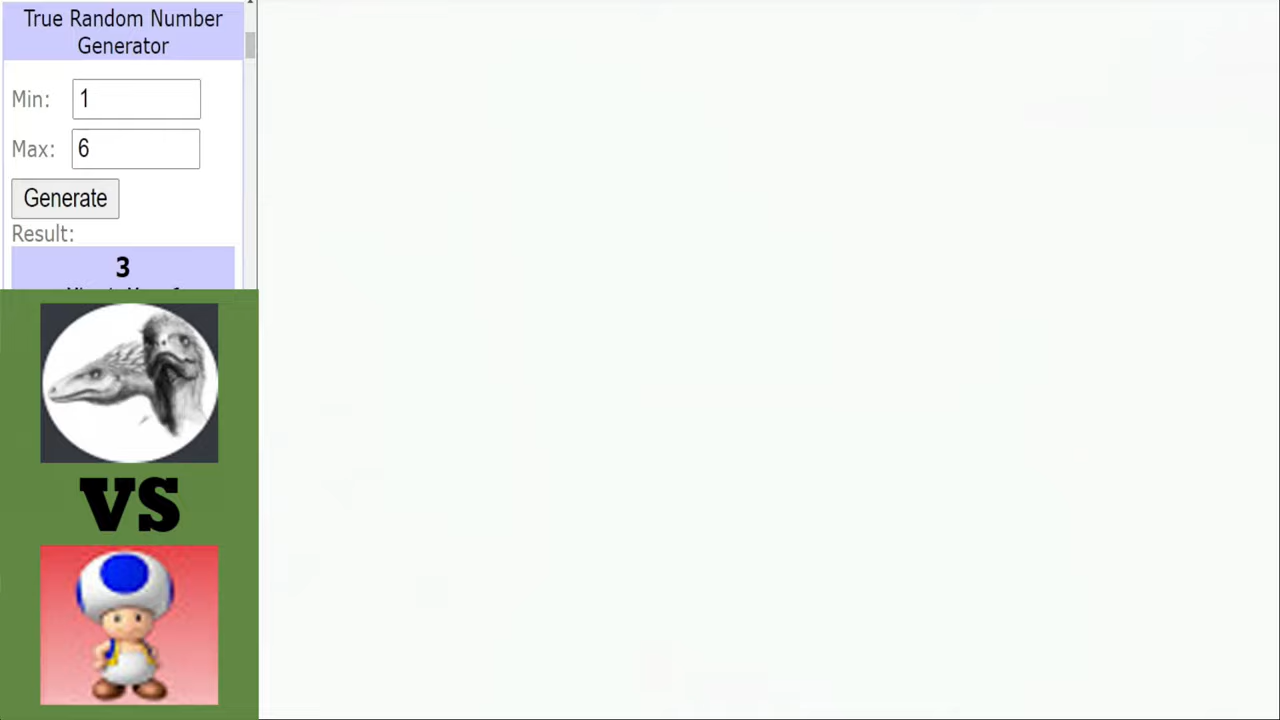 True Random Number
Generator
Min: 1
Max: 6
Generate
Result:
3
VS